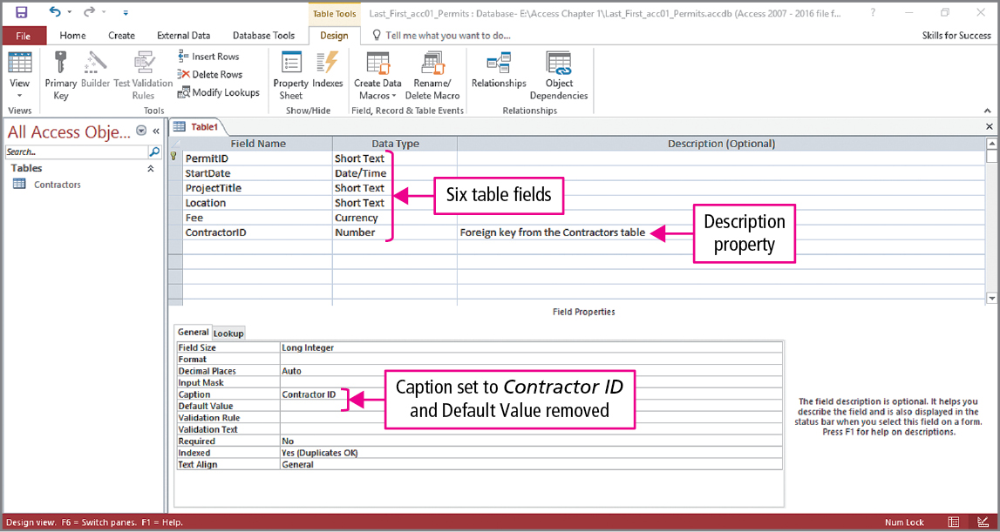 Table Tools
Last_First_acc01_Permits : Database- E:\Access Chapter 1\Last_First_acc01_Permits.accdb (Access 2007 - 2016 file f...
?
File
Home
Create
External Data
Database Tools
Design
Tell me what you want to do...
Skills for Success
View
Primary
Key
Builder
Test Validation
Rules
Insert Rows
Delete Rows
Modify Lookups
Property
Sheet
Indexes
Create Data
Macros
Rename/
Delete Macro
Relationships
Object
Dependencies
Views
Tools
Show/Hide
Field, Record & Table Events
Relationships
All Access Obje...
Search...
Tables
Contractors
Table1
Field Name Data Type Description (Optional)
PermitID Short Text
StartDate Date/Time
ProjectTitle Short Text
Location Short Text
Fee Currency
ContractorID Number Foreign key from the Contractors table
Six table fields
Description
property
Field Properties
General Lookup
Field Size Long Integer
Format
Decimal Places Auto
Input Mask
Caption Contractor ID
Default Value
Validation Rule
Validation Text
Required No
Indexed Yes (Duplicates OK)
Text Align General
Caption set to Contractor ID
and Default Value removed
The field description is optional. It helps you
describe the field and is also displayed in the
status bar when you select this field on a form.
Press F1 for help on descriptions.
Design view. F6 = Switch panes. F1 = Help.
Num Lock